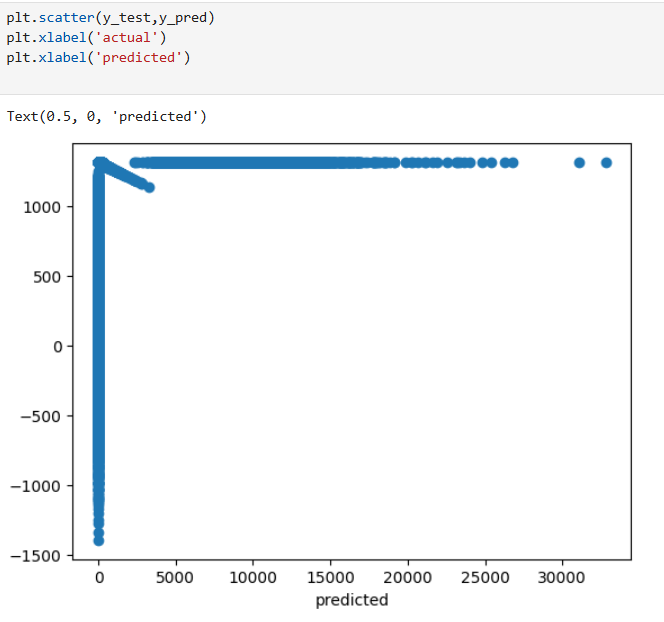 plt.scatter(y_test,y_pred)
plt.xlabel('actual')
plt.xlabel('predicted')
Text(0.5, 0, 'predicted')
1000
500
0
−500
−1000
−1500
0 5000 10000 15000 20000 25000 30000
predicted